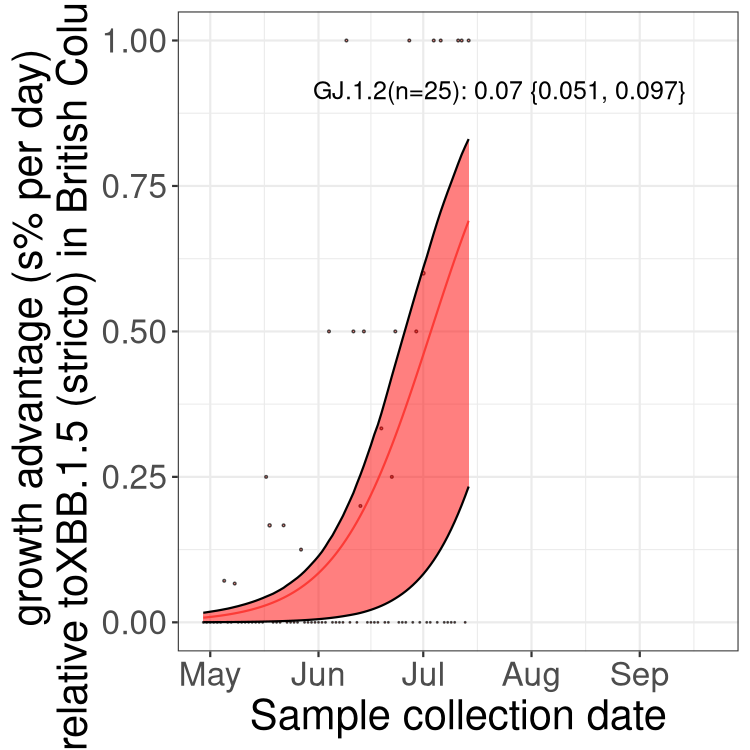 growth advantage (s% per day)
relative toXBB.1.5 (stricto) in British Colu
1.00
0.75
0.50
0.25
0.00
GJ.1.2(n=25): 0.07 {0.051, 0.097}
May Jun Jul Aug Sep
Sample collection date